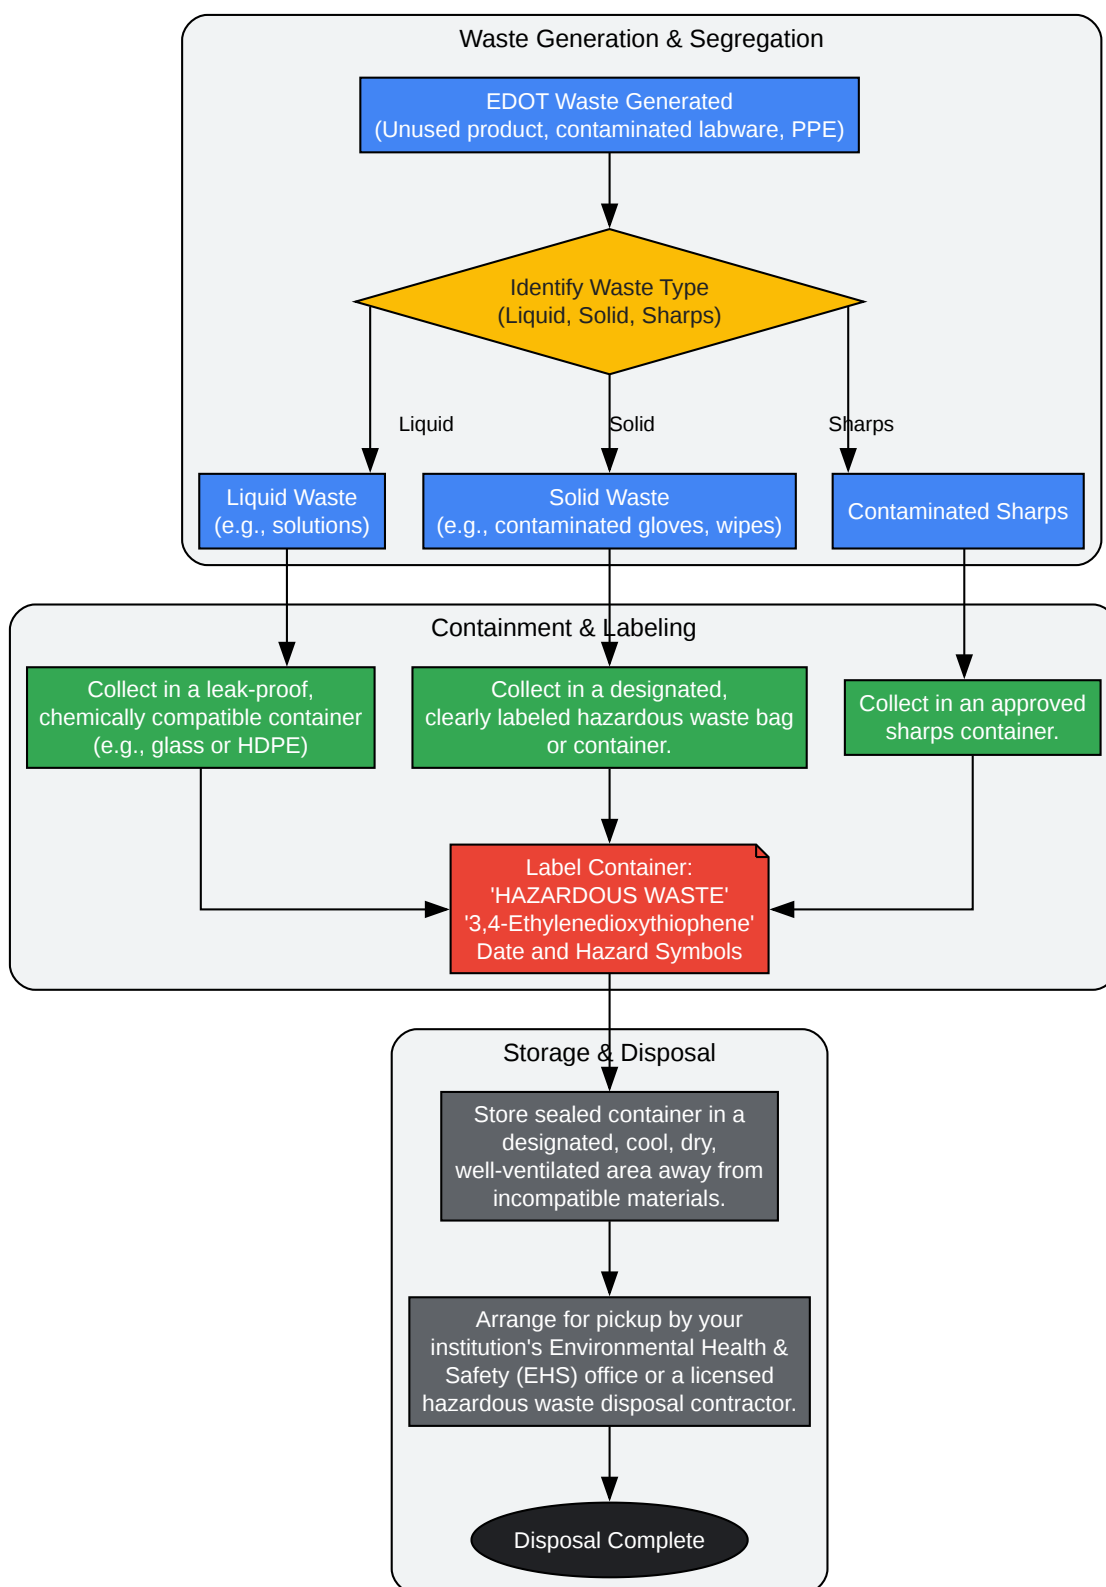 Waste Generation & Segregation
EDOT Waste Generated
(Unused product, contaminated labware, PPE)
Identify Waste Type
(Liquid, Solid, Sharps)
Liquid
Solid
Sharps
Liquid Waste
(e.g., solutions)
Solid Waste
(e.g., contaminated gloves, wipes)
Contaminated Sharps
Containment & Labeling
Collect in a leak-proof,
chemically compatible container
(e.g., glass or HDPE)
Collect in a designated,
clearly labeled hazardous waste bag
or container.
Collect in an approved
sharps container.
Label Container:
'HAZARDOUS WASTE'
'3,4-Ethylenedioxythiophene'
Date and Hazard Symbols
Storage & Disposal
Store sealed container in a
designated, cool, dry,
well-ventilated area away from
incompatible materials.
Arrange for pickup by your
institution's Environmental Health &
Safety (EHS) office or a licensed
hazardous waste disposal contractor.
Disposal Complete